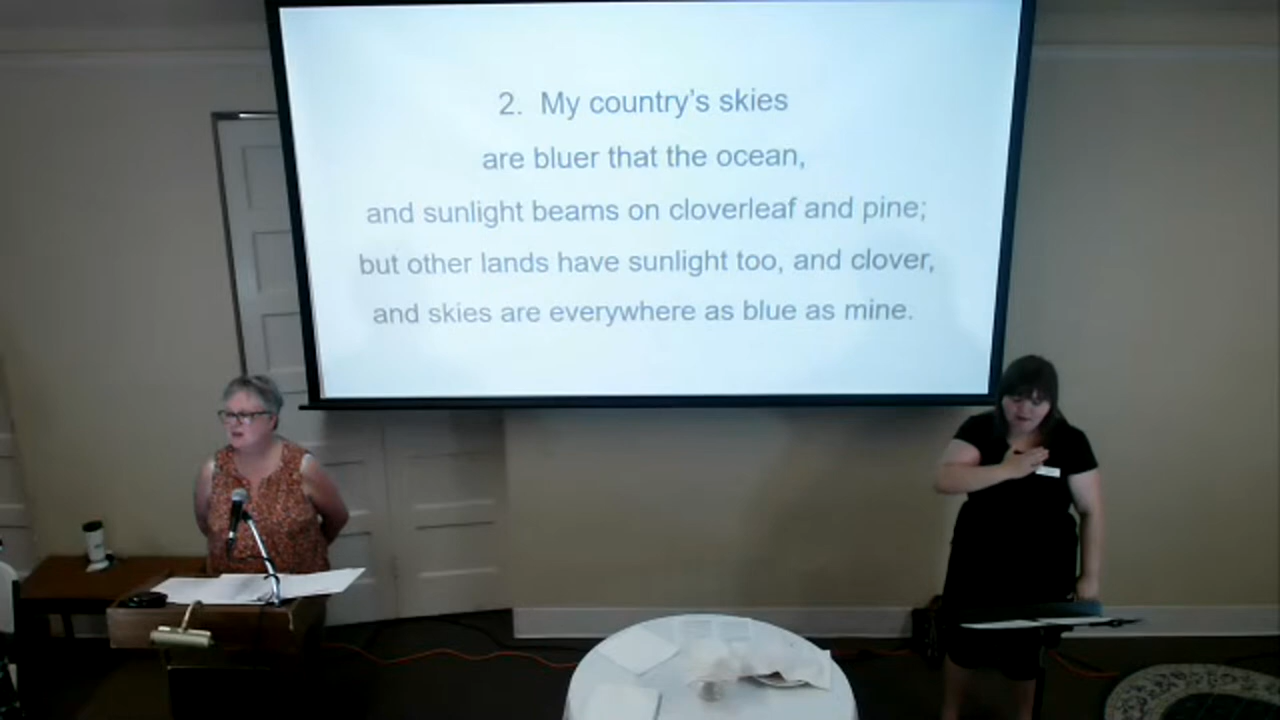 2. My country's skies
are bluer that the ocean,
and sunlight beams on cloverleaf and pine;
but other lands have sunlight too, and clover,
and skies are everywhere as blue as mine.